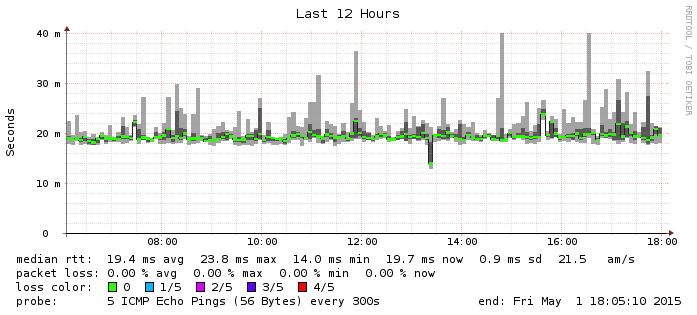 Last 12 Hours
RRDTOOL / TOBI OETIKER
Seconds
40 m
30 m
20 m
10 m
0
08:00 10:00 12:00 14:00 16:00 18:00
median rtt: 19.4 ms avg 23.8 ms max 14.0 ms min 19.7 ms now 0.9 ms sd 21.5 am/s
packet loss: 0.00 % avg 0.00 % max 0.00 % min 0.00 % now
loss color: 0 1/5 2/5 3/5 4/5
probe: 5 ICMP Echo Pings (56 Bytes) every 300s end: Fri May 1 18:05:10 2015